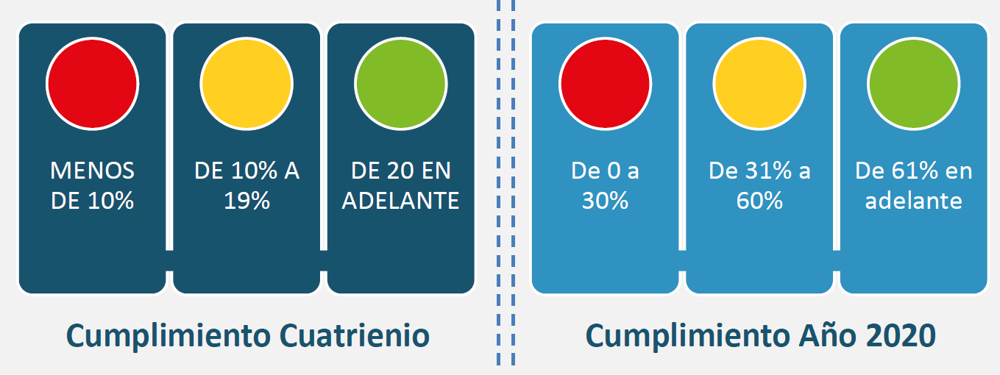 MENOS
DE 10%
DE 10% A
19%
DE 20 EN
ADELANTE
Cumplimiento Cuatrienio
De 0 a
30%
De 31% a
60%
De 61% en
adelante
Cumplimiento Año 2020